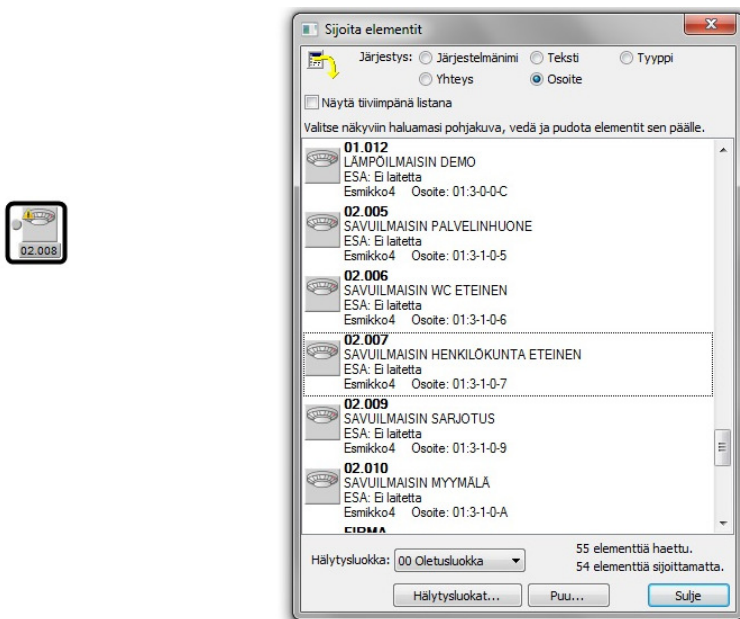 Sijoita elementit
Järjestys: Järjestelmänimi Teksti Tyyppi
Yhteys Osoite
Näytä tiiviimpänä listana
Valitse näkyviin haluamasi pohjakuva, vedä ja pudota elementit sen päälle.
01.012
LÄMPÖILMAISIN DEMO
ESA: Ei laitetta
Esmikko4 Osoite: 01:3-0-0-C
02.005
SAVUILMAISIN PALVELINHUONE
ESA: Ei laitetta
Esmikko4 Osoite: 01:3-1-0-5
02.006
SAVUILMAISIN WC ETEINEN
ESA: Ei laitetta
Esmikko4 Osoite: 01:3-1-0-6
02.007
SAVUILMAISIN HENKILÖKUNTA ETEINEN
ESA: Ei laitetta
Esmikko4 Osoite: 01:3-1-0-7
02.008
02.009
SAVUILMAISIN SARJOTUS
ESA: Ei laitetta
Esmikko4 Osoite: 01:3-1-0-9
02.010
SAVUILMAISIN MYYMÄLÄ
ESA: Ei laitetta
Esmikko4 Osoite: 01:3-1-0-A
FIRMA
Hälytysluokka: 00 Oletusluokka
55 elementtiä haettu.
54 elementtiä sijoittamatta.
Hälytysluokat... Puu... Sulje